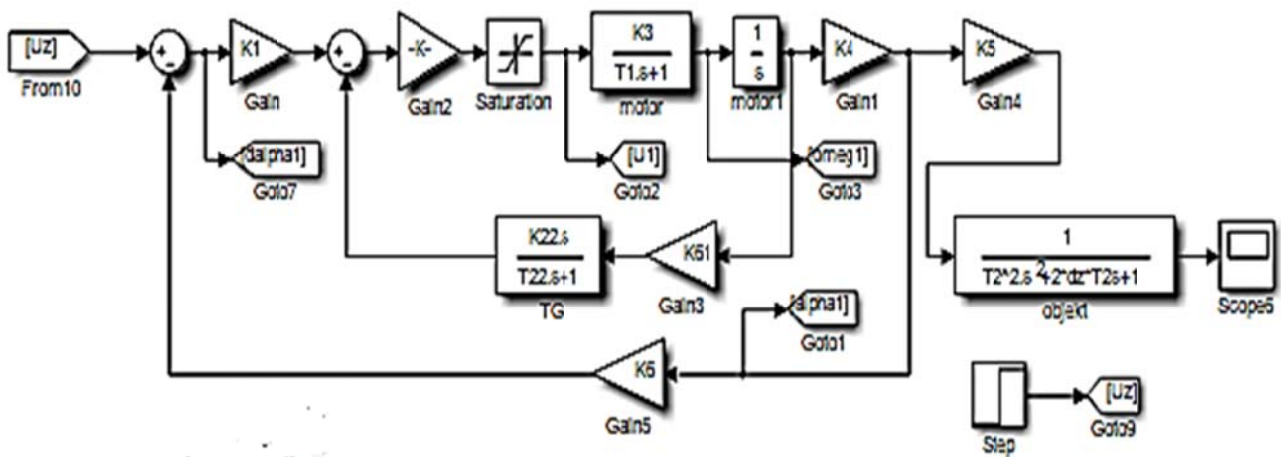 [Uz]
From10
K1
Gain
-K-
Gain2
Saturation
K3
T1.s+1
motor
1
s
motor1
K4
Gain1
K5
Gain4
[dalpha1]
Goto7
[U1]
Goto2
[omeg1]
Goto3
K22.s
T22.s+1
TG
K61
Gain3
1
T2^2.s^2+2*dz*T2s+1
objekt
Scope6
[alpha1]
Goto1
K6
Gain5
Step
[Uz]
Goto9